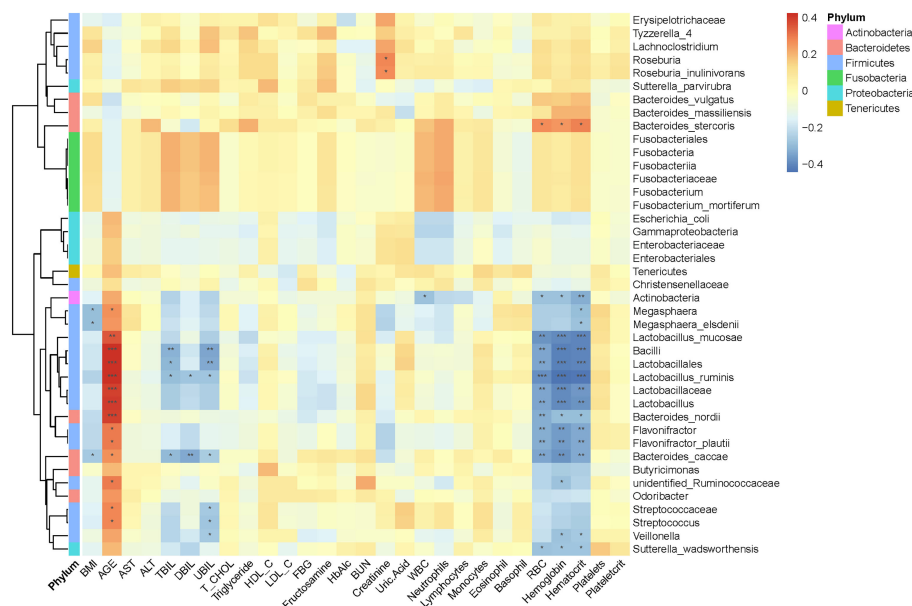 Erysipelotrichaceae
Tyzzerella_4
Lachnoclostridium
Roseburia
Roseburia_inulinivorans
Sutterella_parvirubra
Bacteroides_vulgatus
Bacteroides_massiliensis
Bacteroides_stercoris
Fusobacteriales
Fusobacteria
Fusobacteriia
Fusobacteriaceae
Fusobacterium
Fusobacterium_mortiferum
Escherichia_coli
Gammaproteobacteria
Enterobacteriaceae
Enterobacteriales
Tenericutes
Christensenellaceae
Actinobacteria
Megasphaera
Megasphaera_elsdenii
Lactobacillus_mucosae
Bacilli
Lactobacillales
Lactobacillus_ruminis
Lactobacillaceae
Lactobacillus
Bacteroides_nordii
Flavonifractor
Flavonifractor_plautii
Bacteroides_caccae
Butyricimonas
unidentified_Ruminococcaceae
Odoribacter
Streptococcaceae
Streptococcus
Veillonella
Sutterella_wadsworthensis
Phylum
BMI
AGE
AST
ALT
TBIL
DBIL
UBIL
T_CHOL
Triglyceride
HDL_C
LDL_C
FBG
Fructosamine
HbAlc
BUN
Creatinine
Uric.Acid
WBC
Neutrophils
Lymphocytes
Monocytes
Eosinophil
Basophil
RBC
Hemoglobin
Hematocrit
Platelets
Plateletcrit
0.4
0.2
0
−0.2
−0.4
Phylum
Actinobacteria
Bacteroidetes
Firmicutes
Fusobacteria
Proteobacteria
Tenericutes